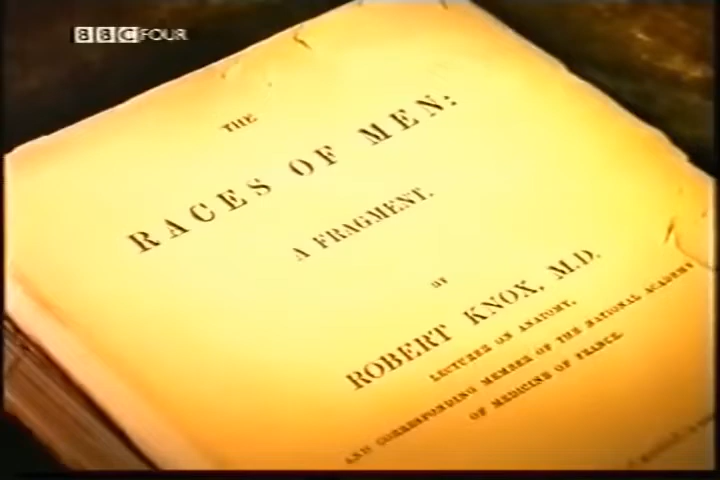 BBC FOUR
THE
RACES OF MEN:
A FRAGMENT.
BY
ROBERT KNOX, M.D.
LECTURER ON ANATOMY,
AND CORRESPONDING MEMBER OF THE NATIONAL ACADEMY
OF MEDICINE OF FRANCE.